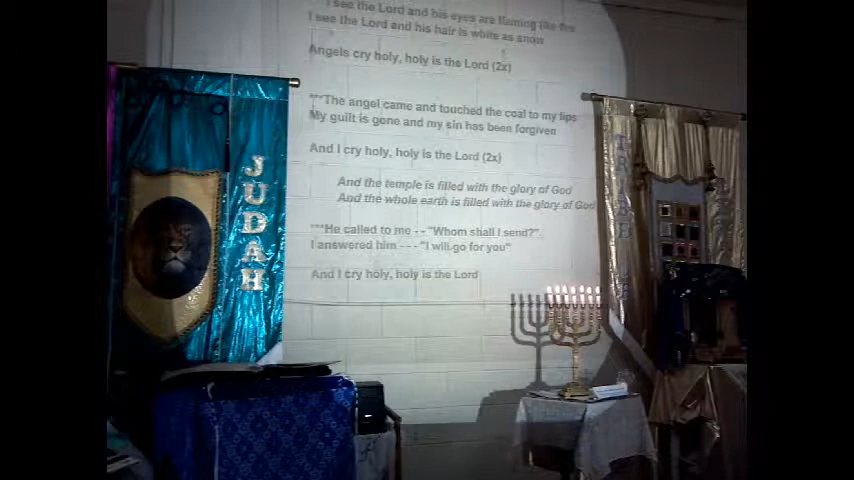 I see the Lord and his eyes are flaming like fire
I see the Lord and his hair is white as snow
Angels cry holy, holy is the Lord (2x)
***The angel came and touched the coal to my lips
My guilt is gone and my sin has been forgiven
And I cry holy, holy is the Lord (2x)
And the temple is filled with the glory of God
And the whole earth is filled with the glory of God
***He called to me - - "Whom shall I send?"
I answered him - - - "I will go for you"
And I cry holy, holy is the Lord
JUDAH
TRIBE